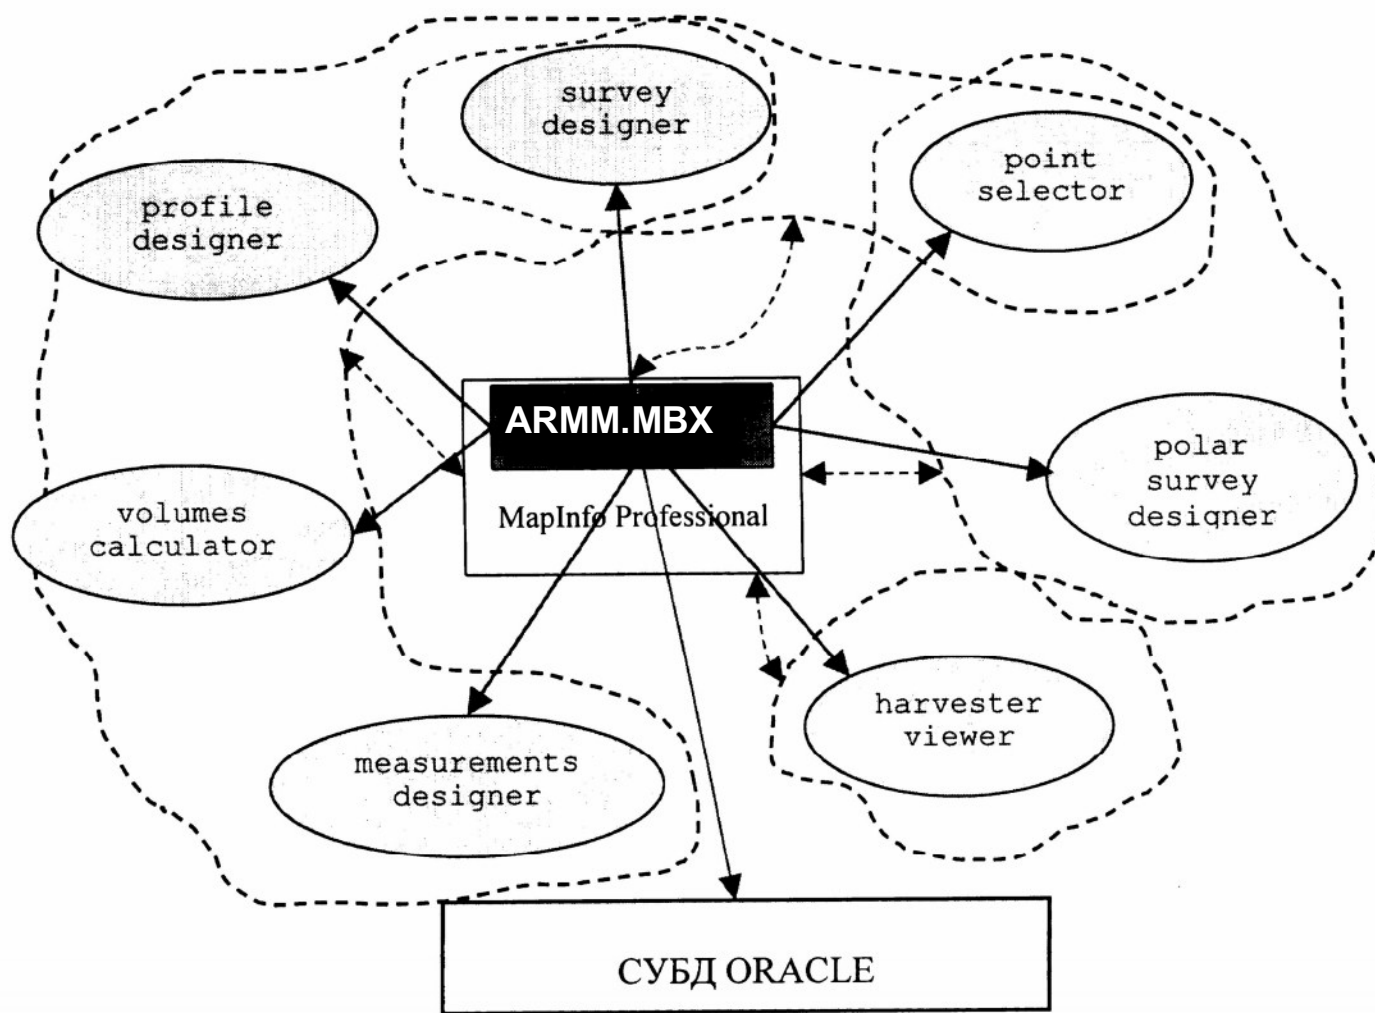 survey
designer
point
selector
profile
designer
ARMM.MBX
MapInfo Professional
polar
survey
designer
volumes
calculator
harvester
viewer
measurements
designer
СУБД ORACLE